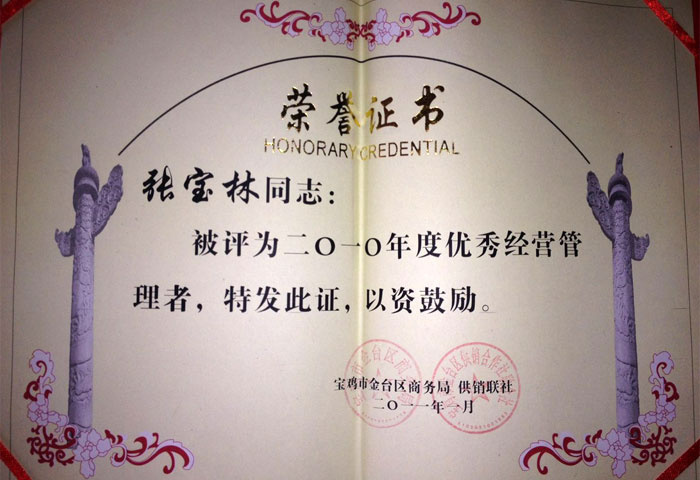 荣誉证书
HONORARY CREDENTIAL
张宝林同志：
被评为二〇一〇年度优秀经营管
理者，特发此证，以资鼓励。
宝鸡市金台区商务局 供销联社
二〇一一年一月